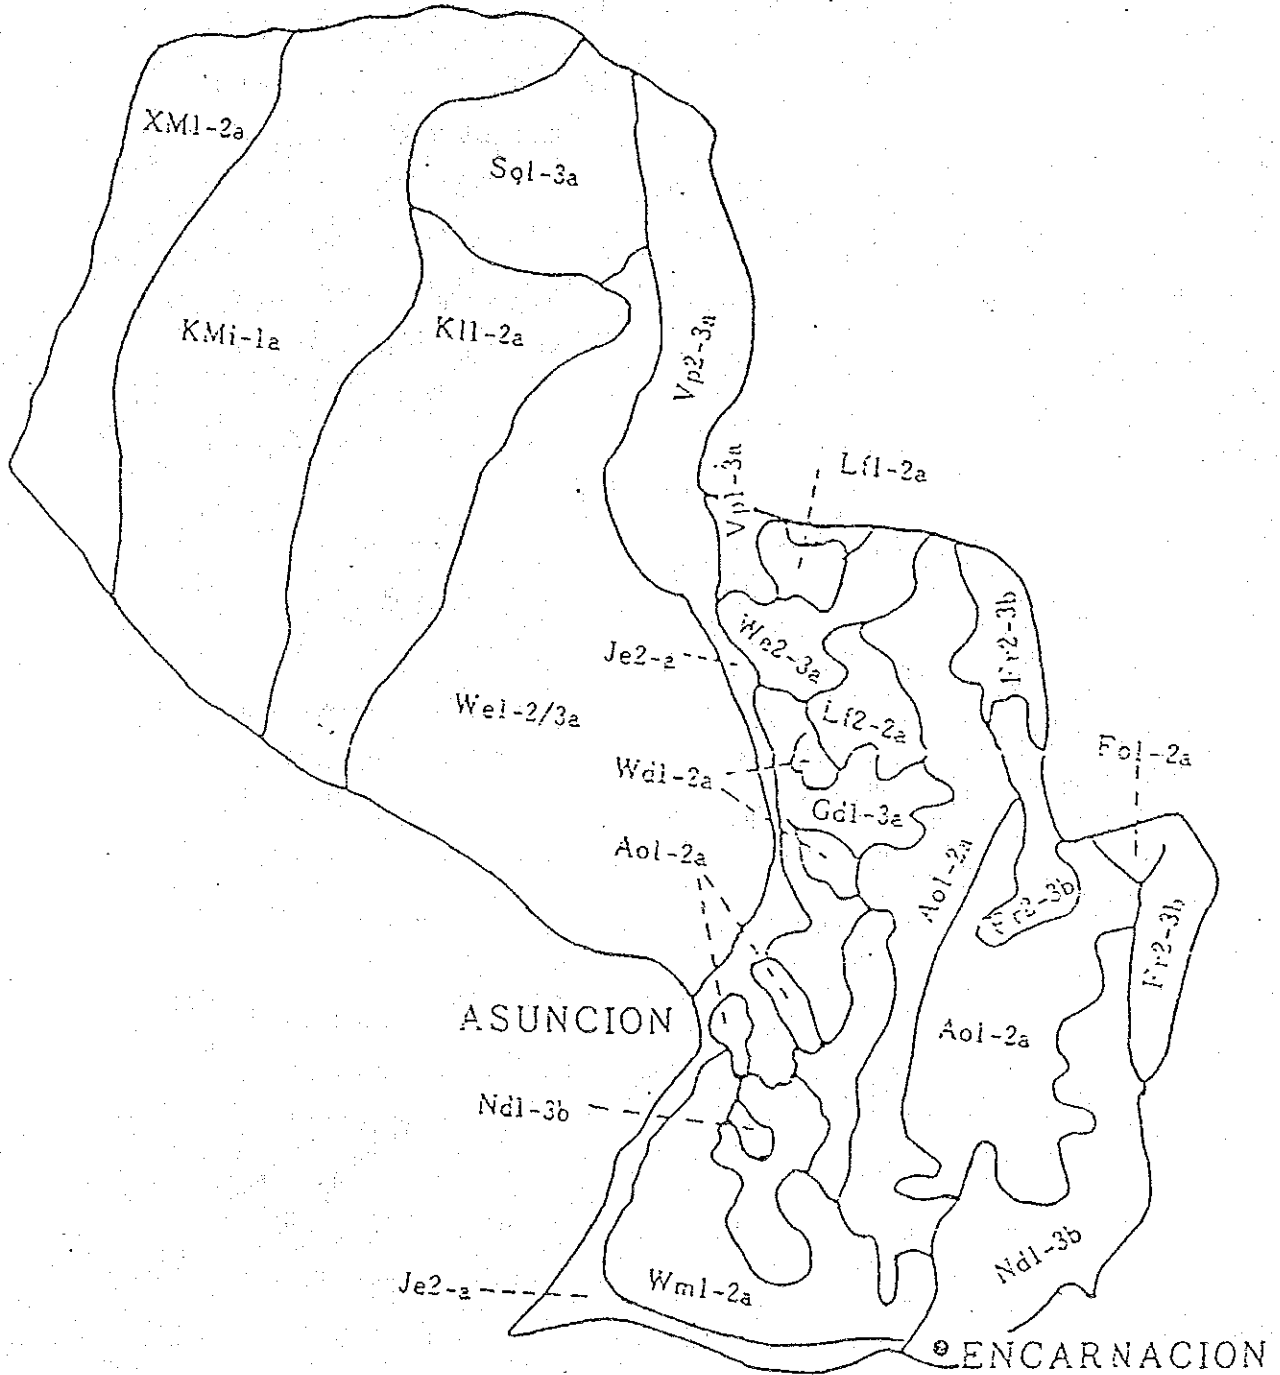 XM1-2a
Sql-3a
KMi-1a
K11-2a
Vp2-3a
Vp1-3a
Lf1-2a
We2-3a
Fr2-3b
Je2-a
Lf2-2a
We1-2/3a
Wd1-2a
Gd1-3a
Fo1-2a
Ao1-2a
Ao1-2a
Fr2-3b
Fr2-3b
ASUNCION
Ao1-2a
Nd1-3b
Nd1-3b
Je2-a
Wm1-2a
ENCARNACION